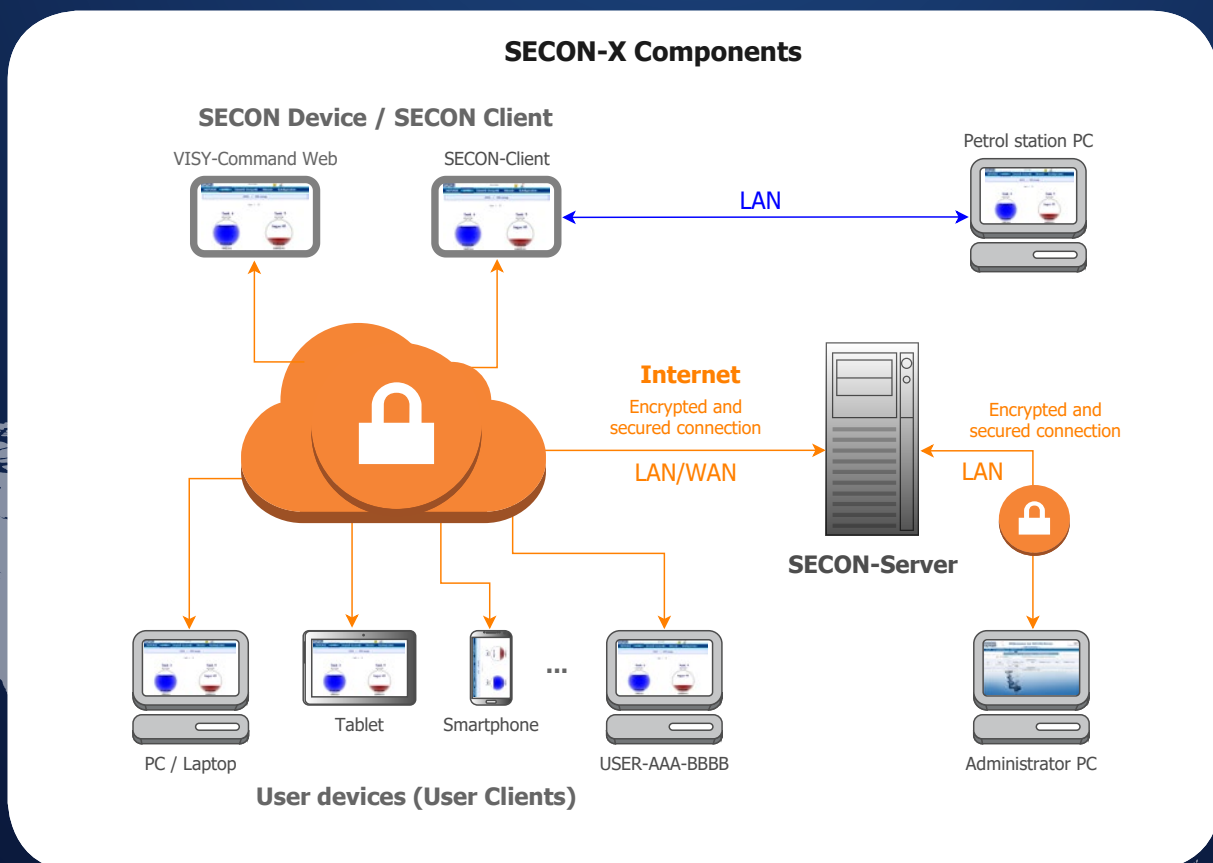 SECON-X Components
SECON Device / SECON Client
VISY-Command Web
SECON-Client
Petrol station PC
LAN
Internet
Encrypted and
secured connection
LAN/WAN
Encrypted and
secured connection
LAN
SECON-Server
...
Tablet
Smartphone
PC / Laptop
USER-AAA-BBBB
Administrator PC
User devices (User Clients)